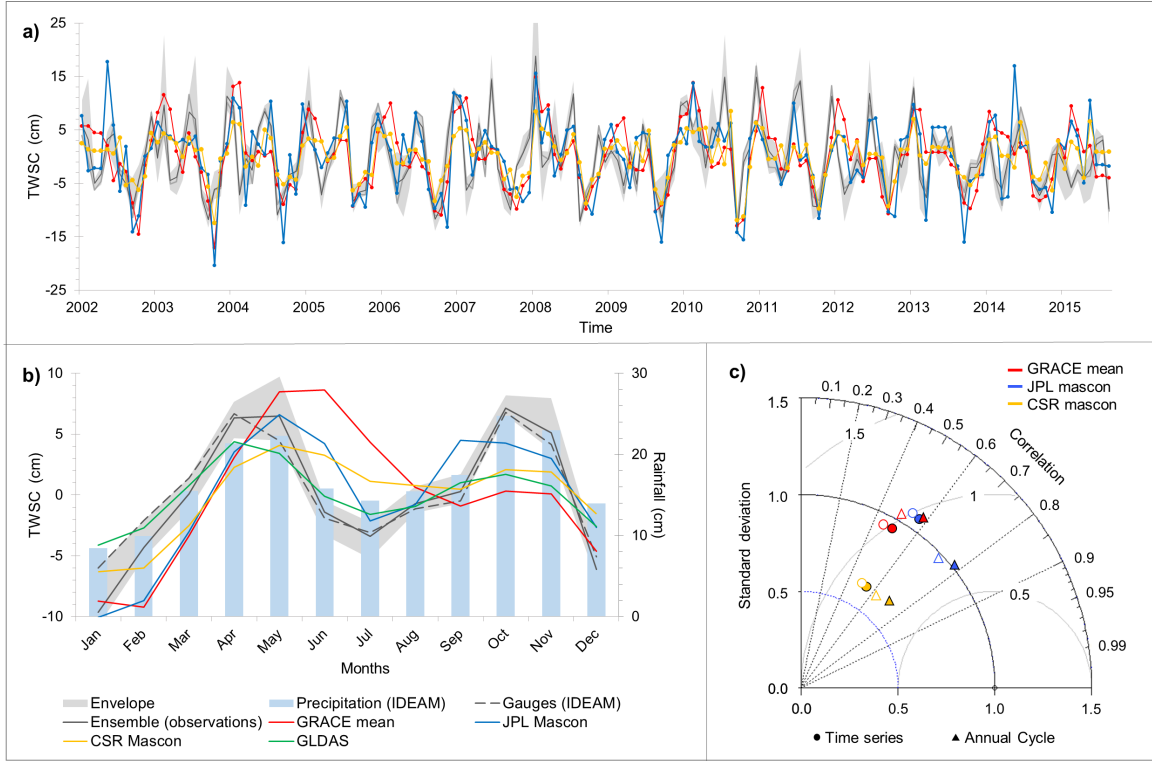 a)
25
15
5
-5
-15
-25
TWSC (cm)
2002 2003 2004 2005 2006 2007 2008 2009 2010 2011 2012 2013 2014 2015
Time
b)
10
5
0
-5
-10
TWSC (cm)
30
20
10
0
Rainfall (cm)
Jan Feb Mar Apr May Jun Jul Aug Sep Oct Nov Dec
Months
Envelope Precipitation (IDEAM) Gauges (IDEAM)
Ensemble (observations) GRACE mean JPL Mascon
CSR Mascon GLDAS
c)
GRACE mean
JPL mascon
CSR mascon
0.1 0.2 0.3 0.4 0.5 0.6 0.7 0.8 0.9 0.95 0.99
Correlation
1.5
1
0.5
1.5
1.0
0.5
0.0
Standard deviation
0.0 0.5 1.0 1.5
Time series Annual Cycle